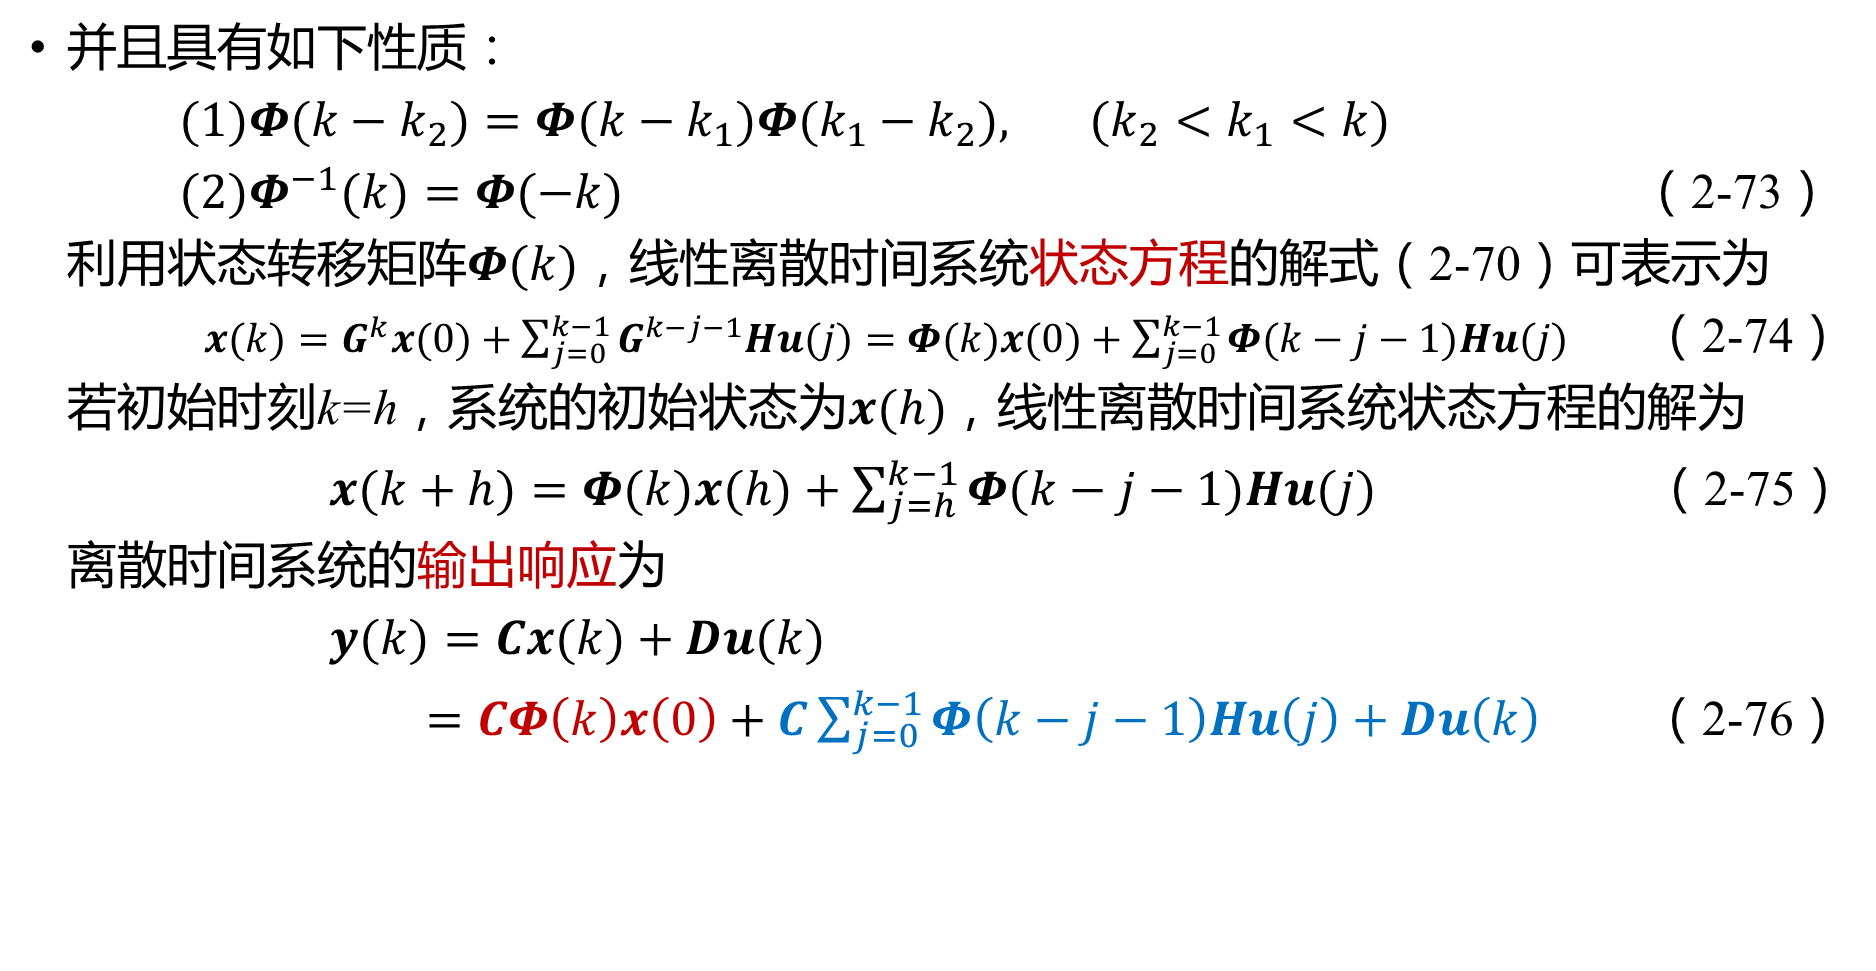 • 并且具有如下性质：
(1)Φ(k − k₂) = Φ(k − k₁)Φ(k₁ − k₂), (k₂ < k₁ < k)
(2)Φ⁻¹(k) = Φ(−k) （2-73）
利用状态转移矩阵Φ(k)，线性离散时间系统状态方程的解式（2-70）可表示为
x(k) = Gᵏx(0) + ∑_{j=0}^{k−1} G^{k−j−1}Hu(j) = Φ(k)x(0) + ∑_{j=0}^{k−1} Φ(k − j − 1)Hu(j) （2-74）
若初始时刻k=h，系统的初始状态为x(h)，线性离散时间系统状态方程的解为
x(k + h) = Φ(k)x(h) + ∑_{j=h}^{k−1} Φ(k − j − 1)Hu(j) （2-75）
离散时间系统的输出响应为
y(k) = Cx(k) + Du(k)
= CΦ(k)x(0) + C ∑_{j=0}^{k−1} Φ(k − j − 1)Hu(j) + Du(k) （2-76）